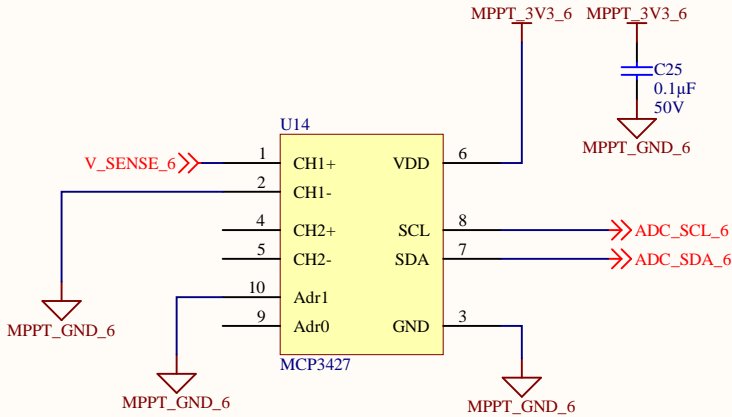 MPPT_3V3_6
MPPT_3V3_6
C25
0.1µF
50V
MPPT_GND_6
U14
V_SENSE_6
1
CH1+
VDD
6
2
CH1-
4
CH2+
SCL
8
ADC_SCL_6
5
CH2-
SDA
7
ADC_SDA_6
10
Adr1
9
Adr0
GND
3
MPPT_GND_6
MCP3427
MPPT_GND_6
MPPT_GND_6